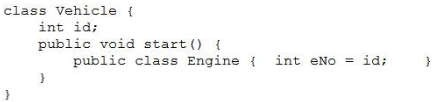 class Vehicle {
    int id;
    public void start() {
        public class Engine {  int eNo = id;    }
    }
}